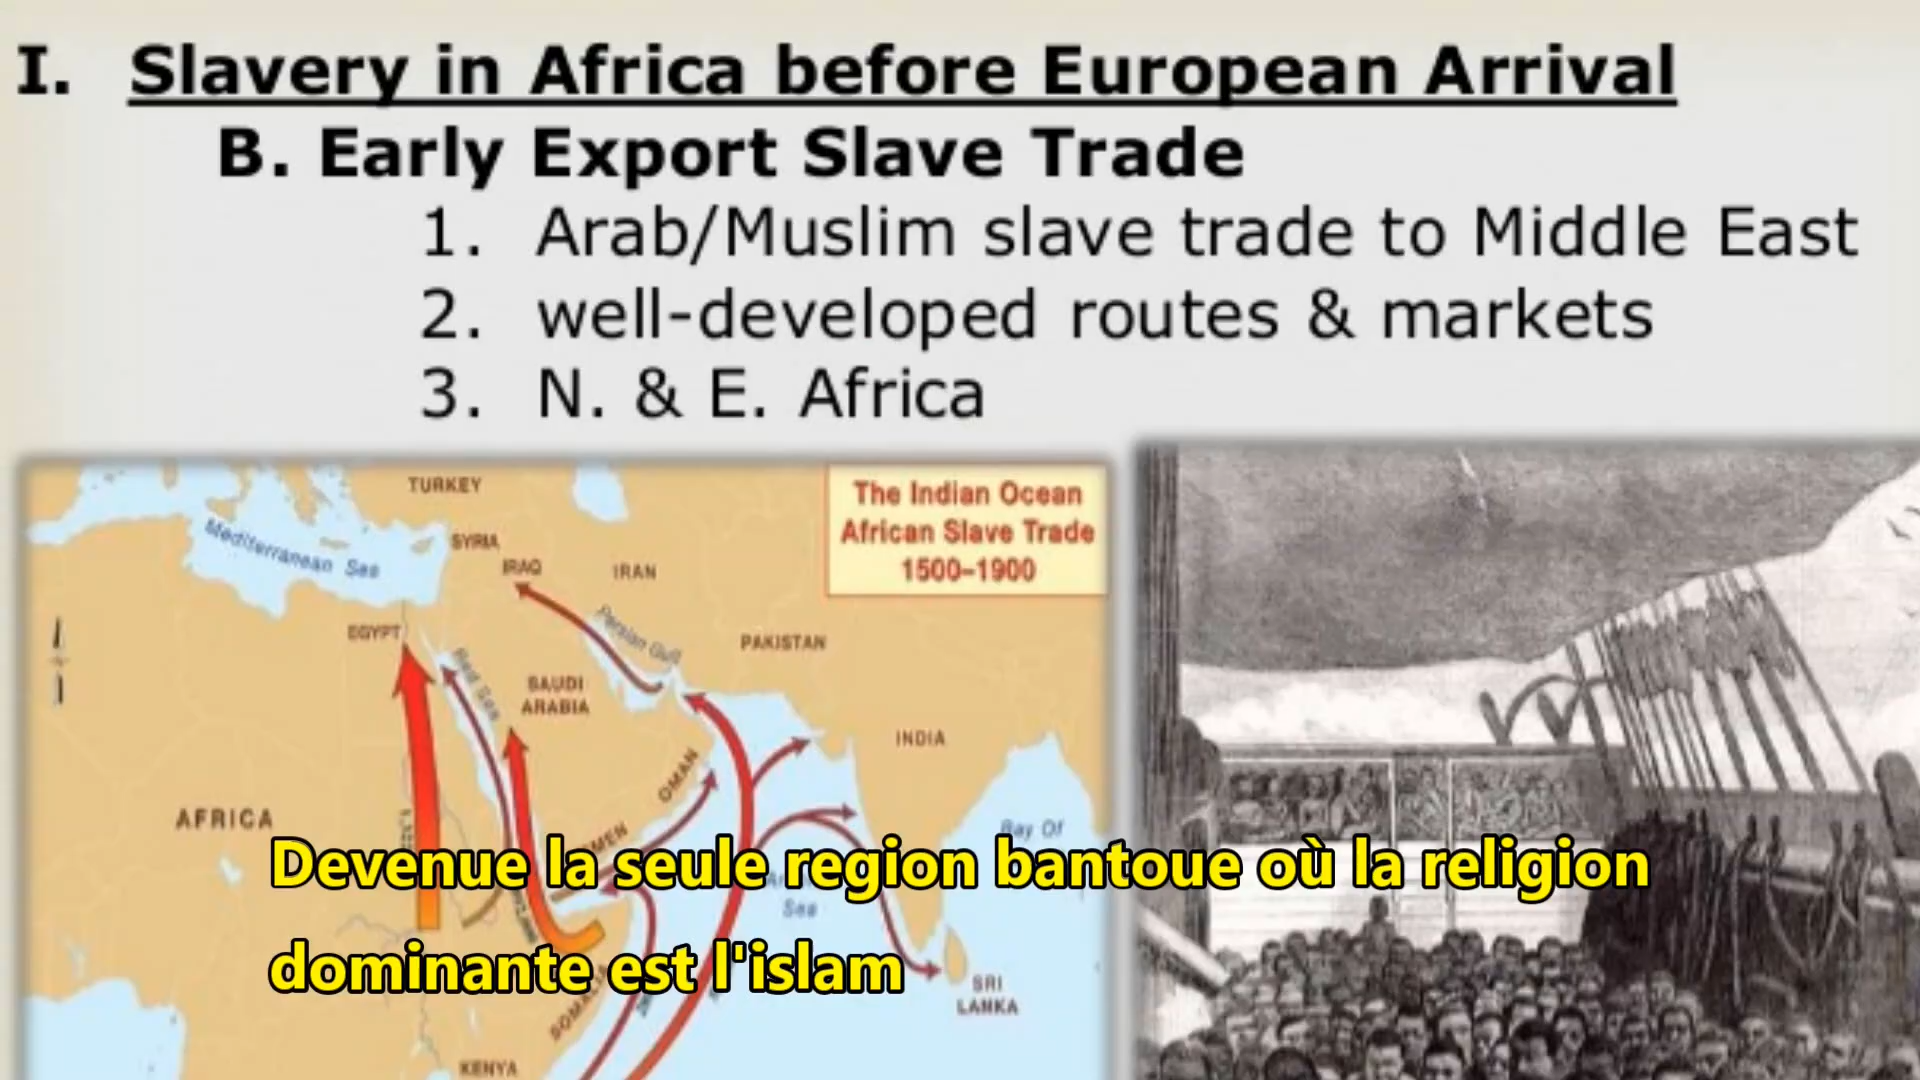 I. Slavery in Africa before European Arrival
B. Early Export Slave Trade
1. Arab/Muslim slave trade to Middle East
2. well-developed routes & markets
3. N. & E. Africa
The Indian Ocean
African Slave Trade
1500–1900
TURKEY
Mediterranean Sea
SYRIA
IRAQ
IRAN
EGYPT
Persian Gulf
PAKISTAN
Red Sea
SAUDI
ARABIA
INDIA
OMAN
AFRICA
Bay Of
Devenue la seule region bantoue où la religion
Sea
dominante est l'islam
SRI
LANKA
KENYA